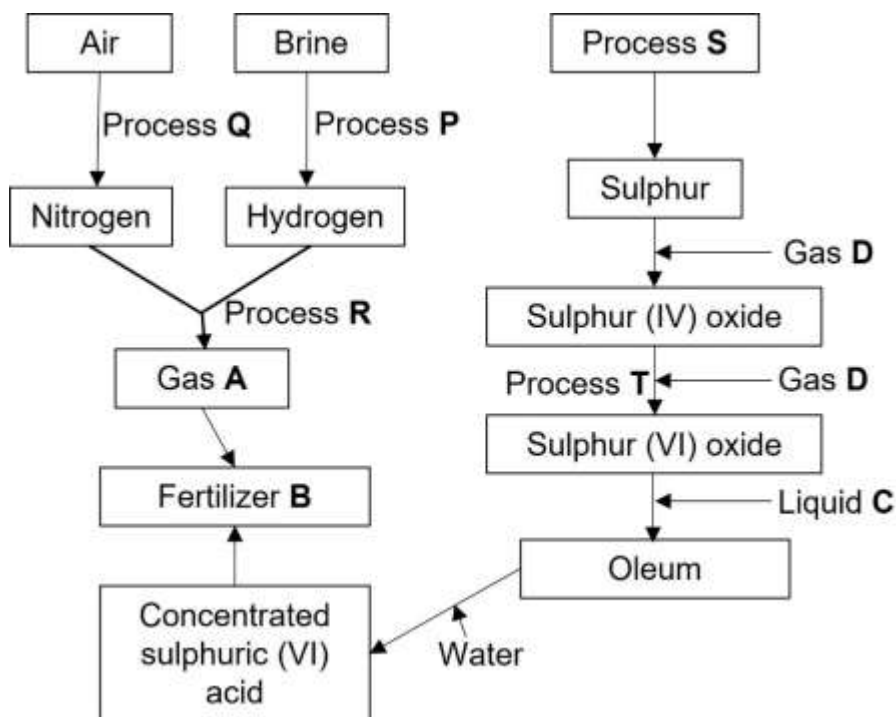 Air
Brine
Process S
Process Q
Process P
Sulphur
Nitrogen
Hydrogen
Gas D
Process R
Sulphur (IV) oxide
Gas A
Process T
Gas D
Sulphur (VI) oxide
Fertilizer B
Liquid C
Oleum
Concentrated
sulphuric (VI)
acid
Water